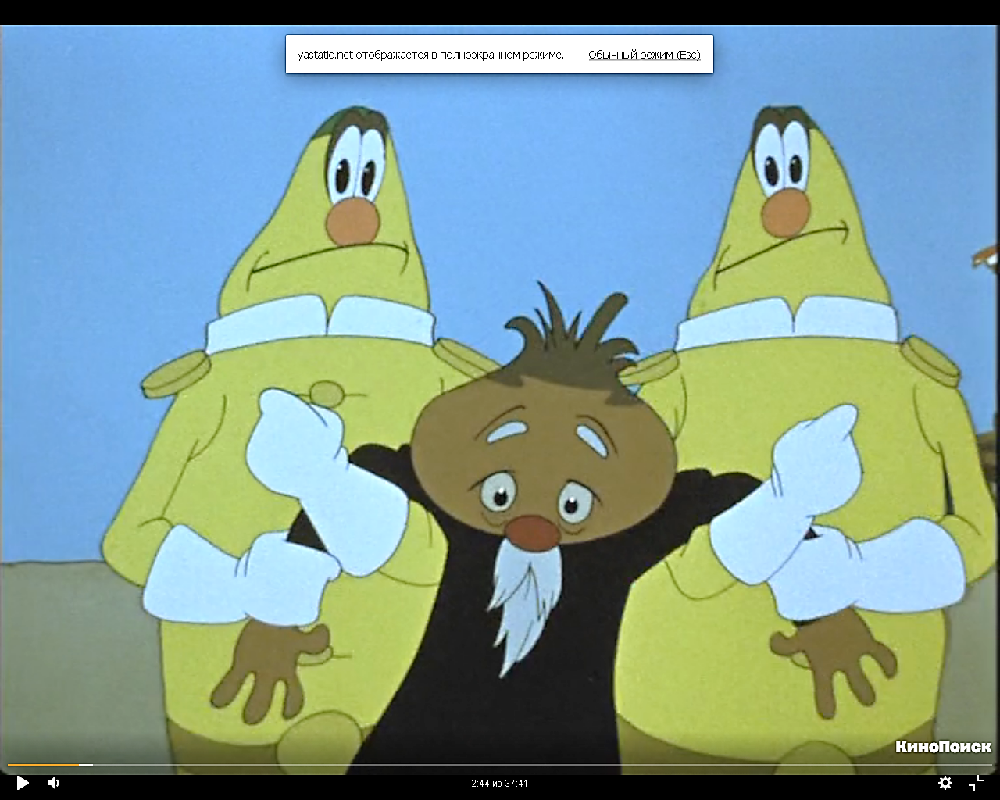 yastatic.net отображается в полноэкранном режиме. Обычный режим (Esc)
КиноПоиск
2:44 из 37:41